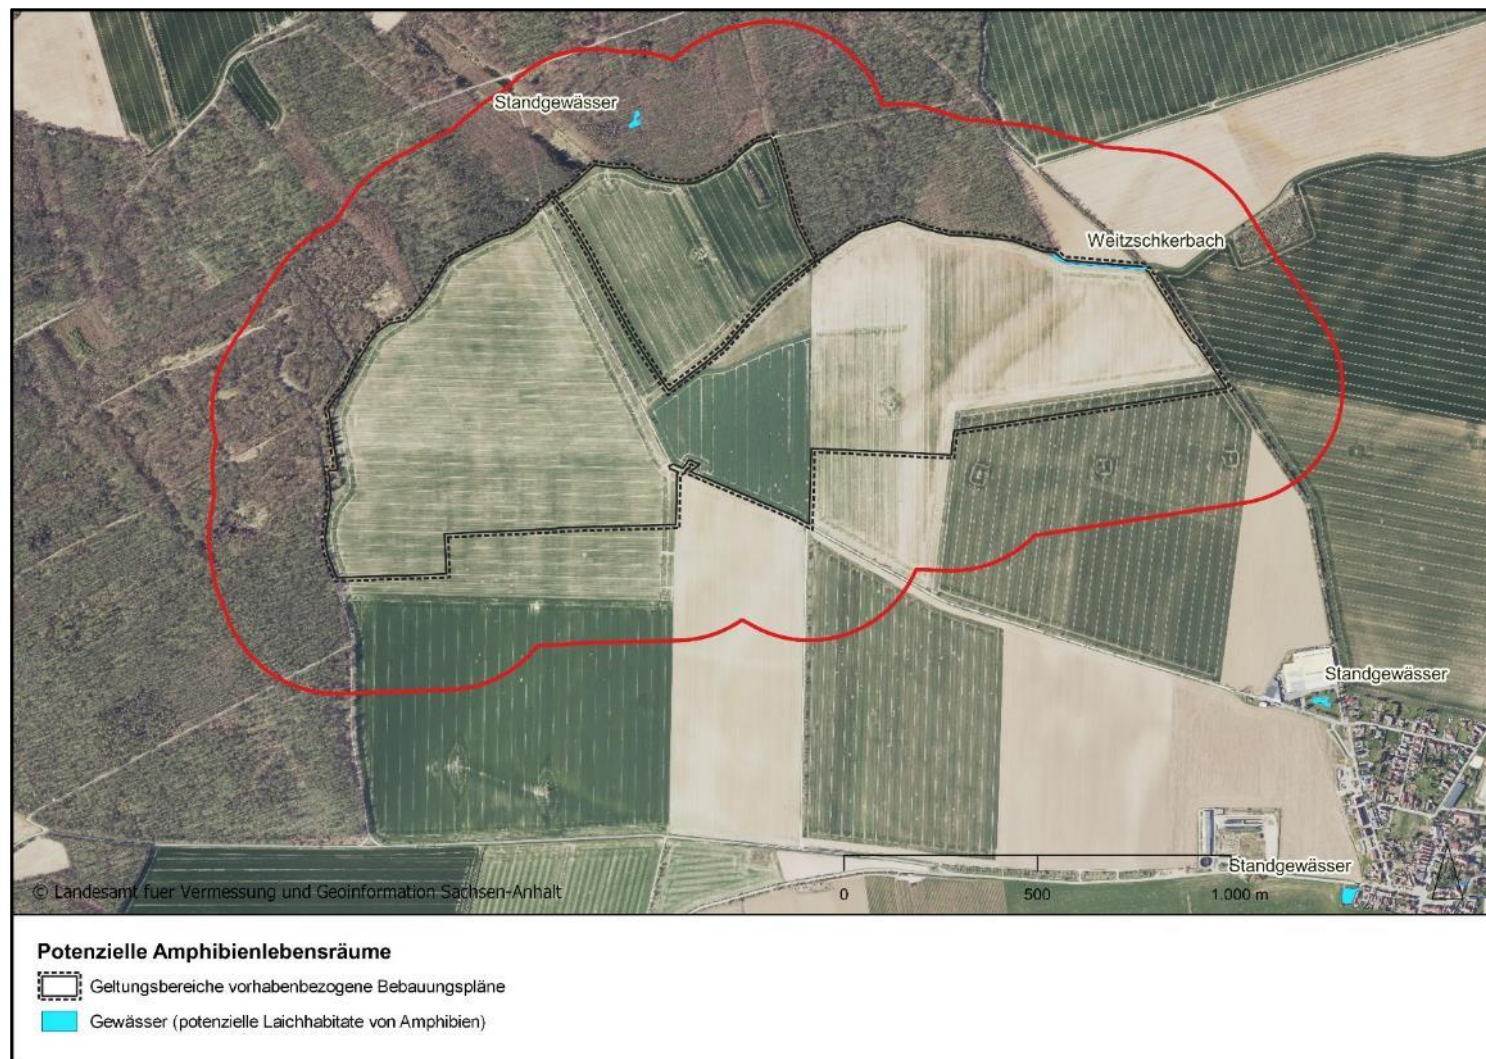 Standgewässer
Weitzschkerbach
Standgewässer
Standgewässer
0 500 1.000 m
© Landesamt fuer Vermessung und Geoinformation Sachsen-Anhalt
Potenzielle Amphibienlebensräume
Geltungsbereiche vorhabenbezogene Bebauungspläne
Gewässer (potenzielle Laichhabitate von Amphibien)